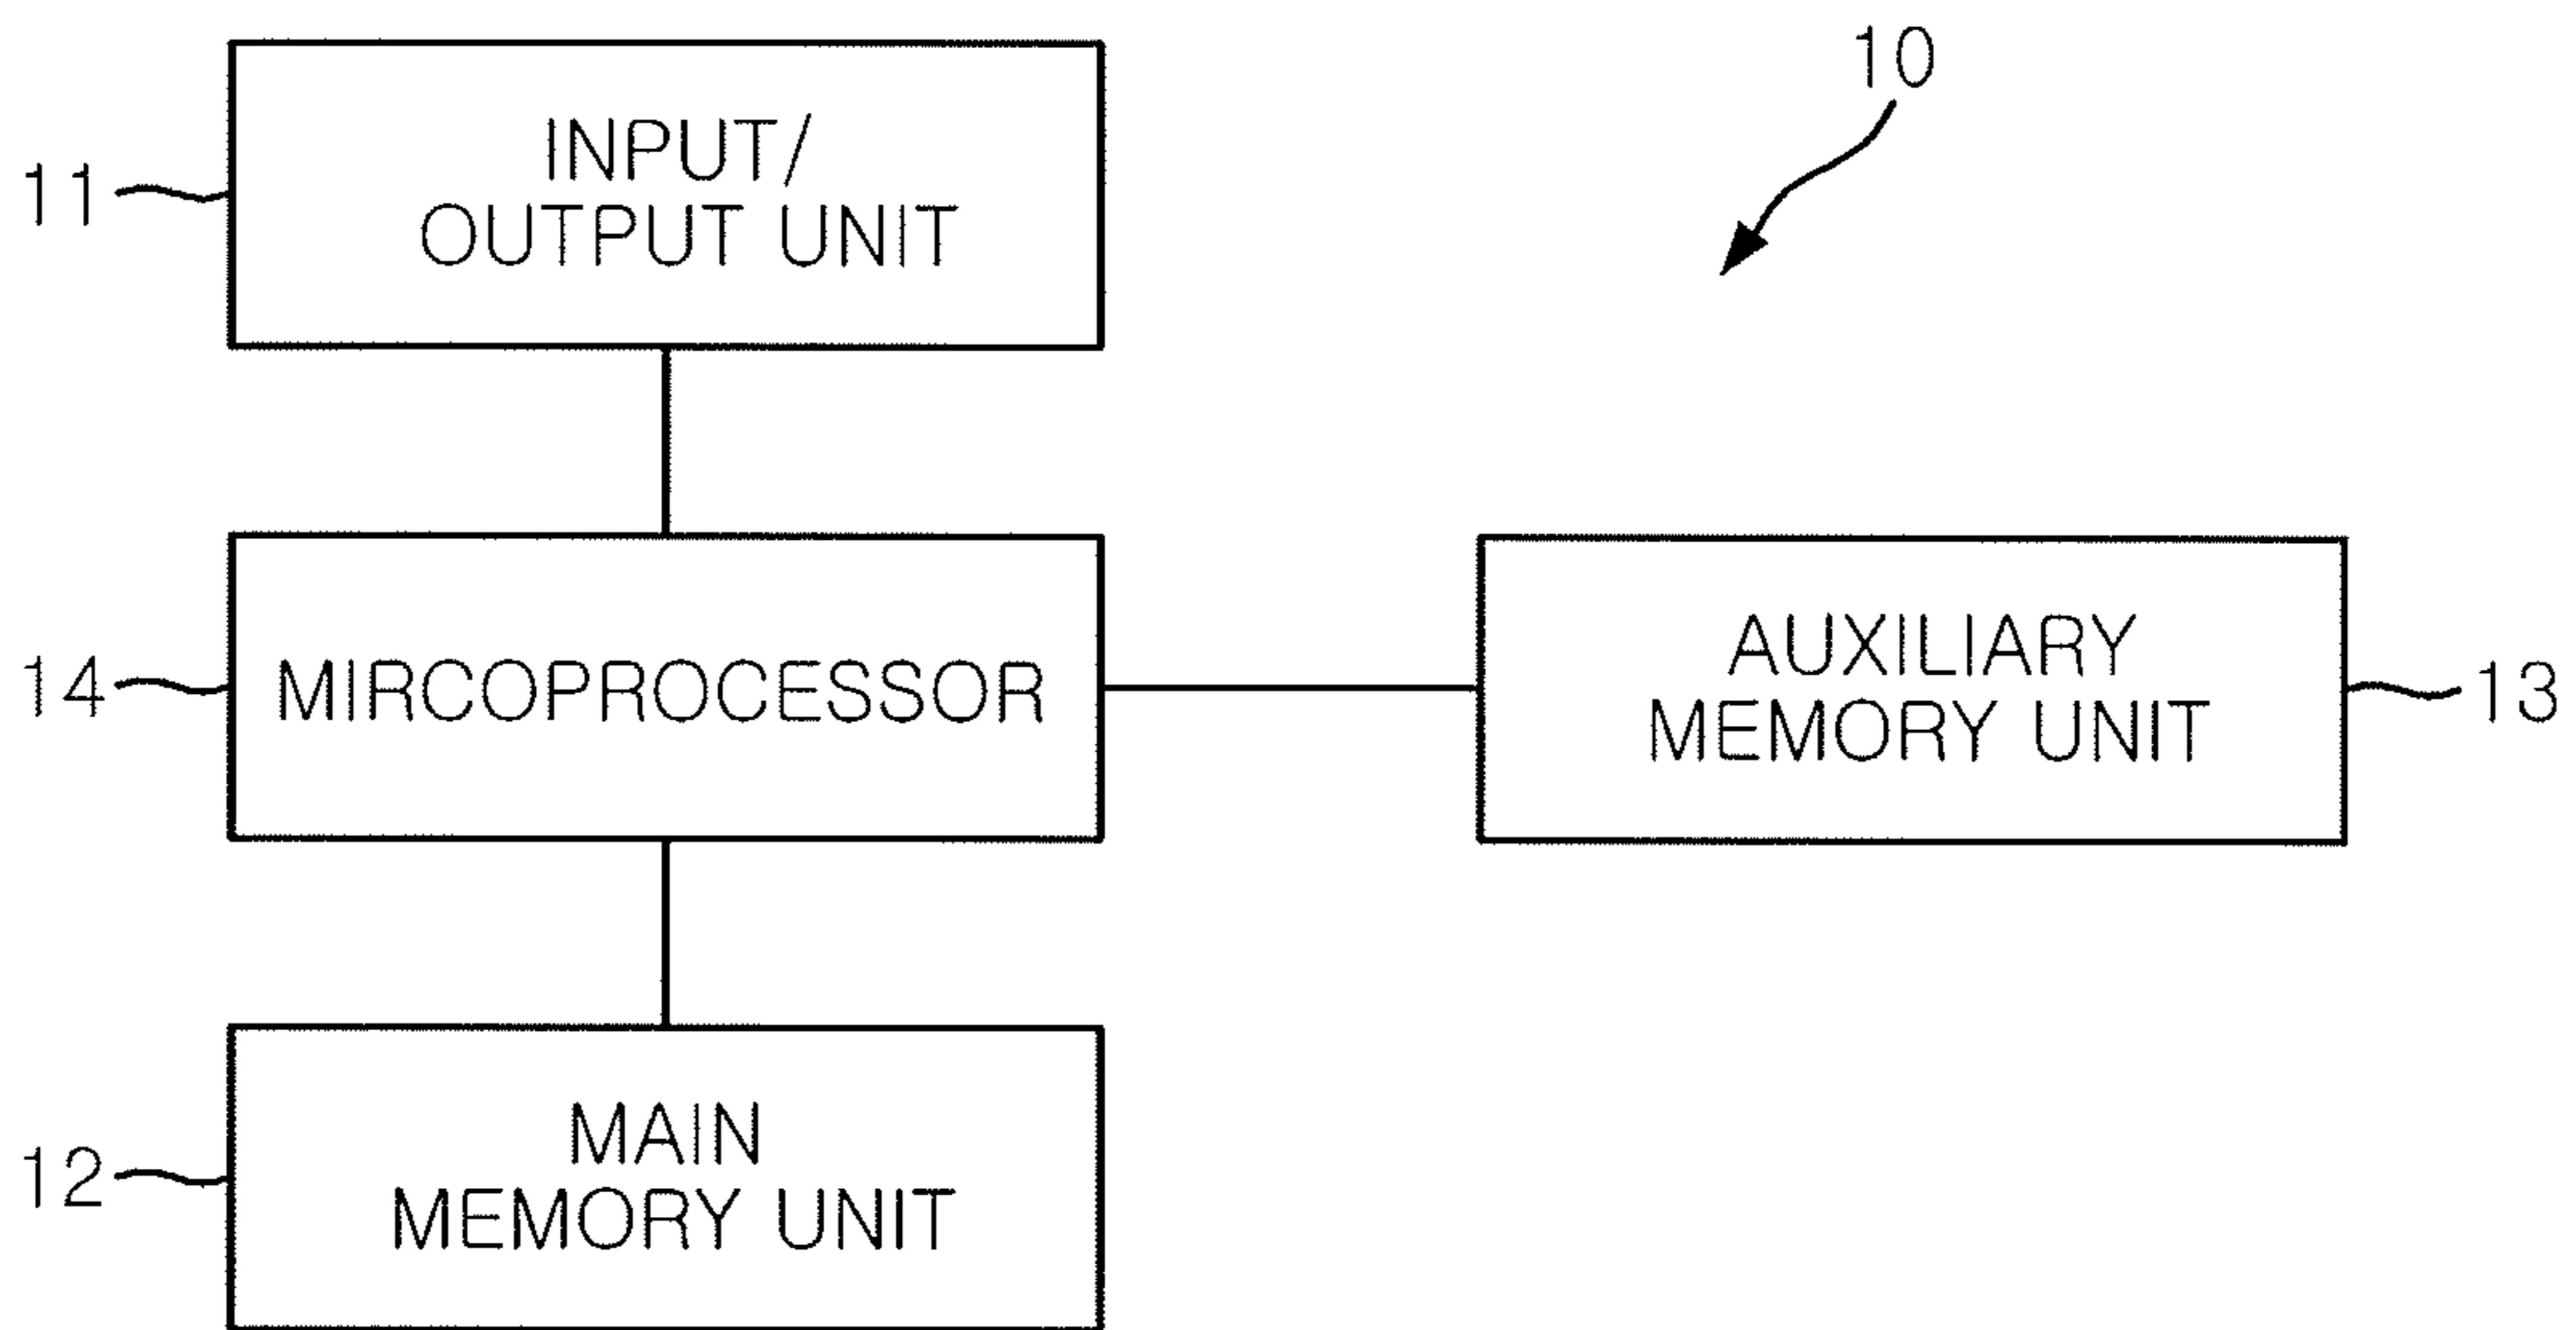 10
11
INPUT/
OUTPUT UNIT
14
MIRCOPROCESSOR
AUXILIARY
MEMORY UNIT
13
12
MAIN
MEMORY UNIT